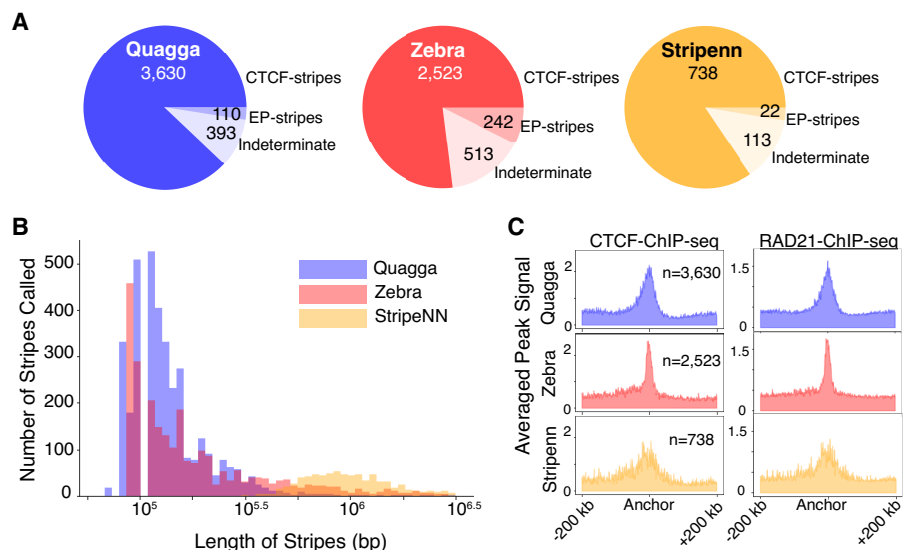 A
Quagga
3,630
CTCF-stripes
110
EP-stripes
393
Indeterminate
Zebra
2,523
CTCF-stripes
242
EP-stripes
513
Indeterminate
Stripenn
738
CTCF-stripes
22
EP-stripes
113
Indeterminate
B
Number of Stripes Called
500
400
300
200
100
0
10^5
10^5.5
10^6
10^6.5
Length of Stripes (bp)
Quagga
Zebra
StripeNN
C
CTCF-ChIP-seq
RAD21-ChIP-seq
Averaged Peak Signal
Quagga
2
0
n=3,630
1.5
0
Zebra
2
0
n=2,523
1.5
0
Stripenn
2
0
n=738
1.5
0
-200 kb
Anchor
+200 kb
-200 kb
Anchor
+200 kb